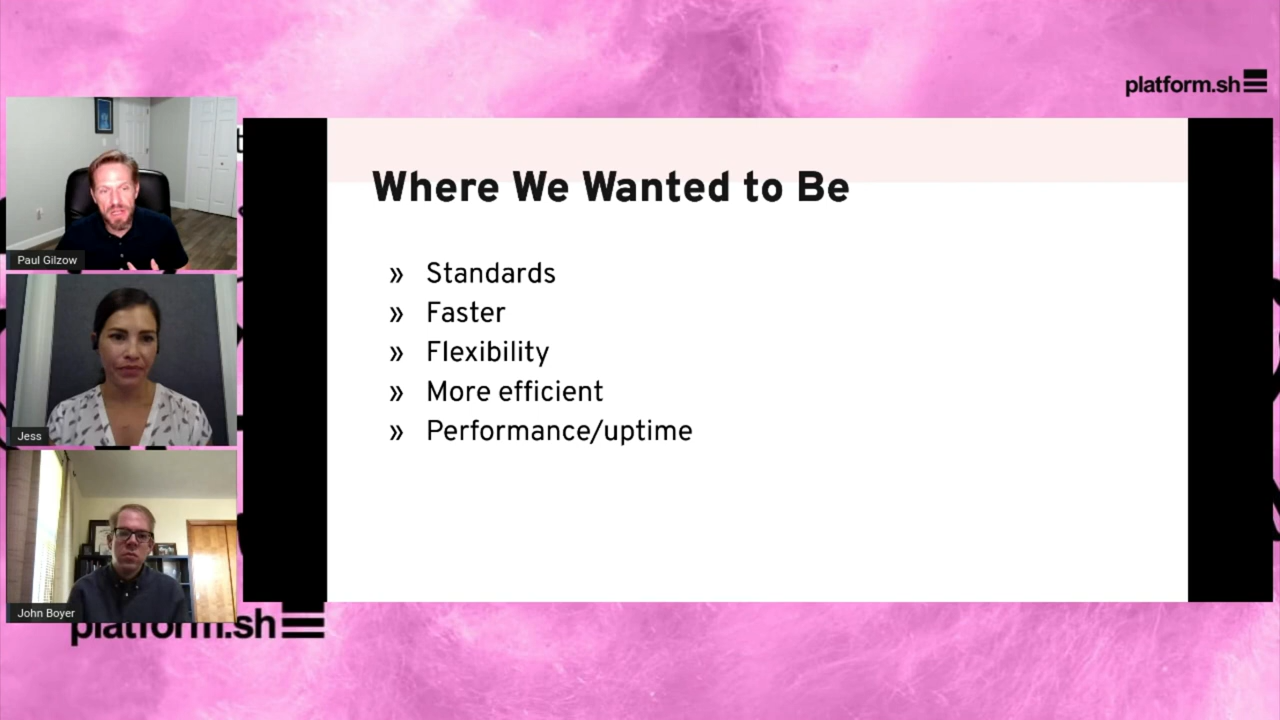 platform.sh
Where We Wanted to Be
» Standards
» Faster
» Flexibility
» More efficient
» Performance/uptime
Paul Gilzow
Jess
John Boyer
platform.sh